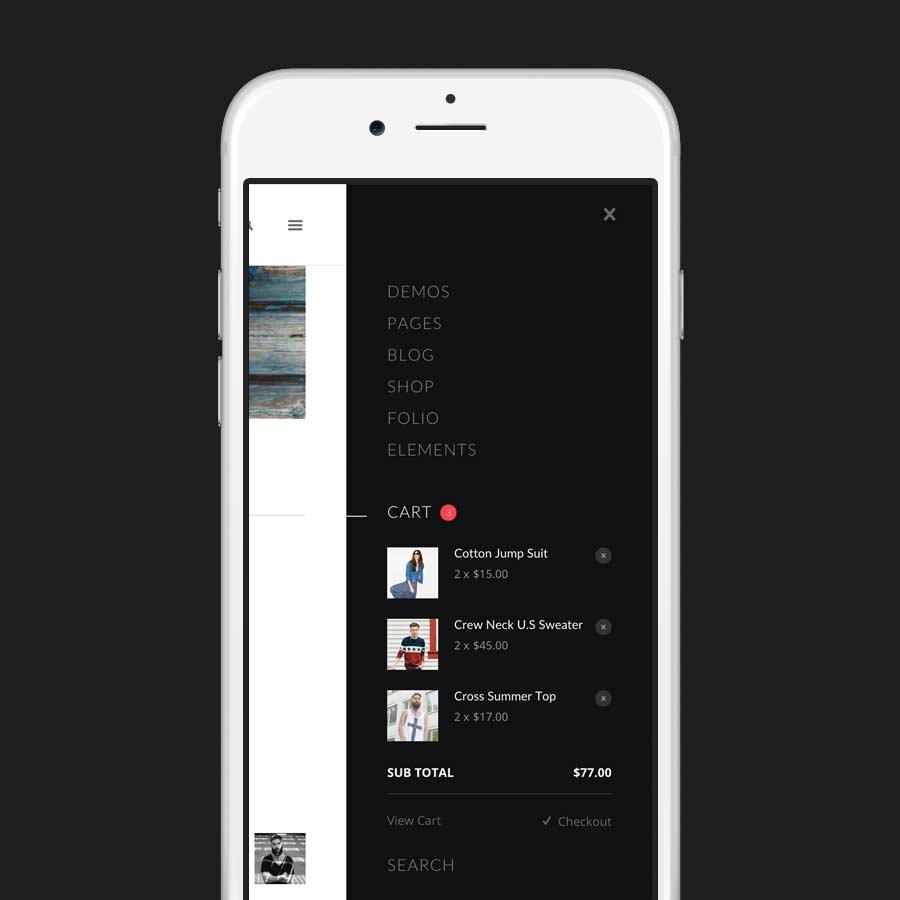 DEMOS
PAGES
BLOG
SHOP
FOLIO
ELEMENTS
CART 3
Cotton Jump Suit
2 x $15.00
Crew Neck U.S Sweater
2 x $45.00
Cross Summer Top
2 x $17.00
SUB TOTAL $77.00
View Cart Checkout
SEARCH